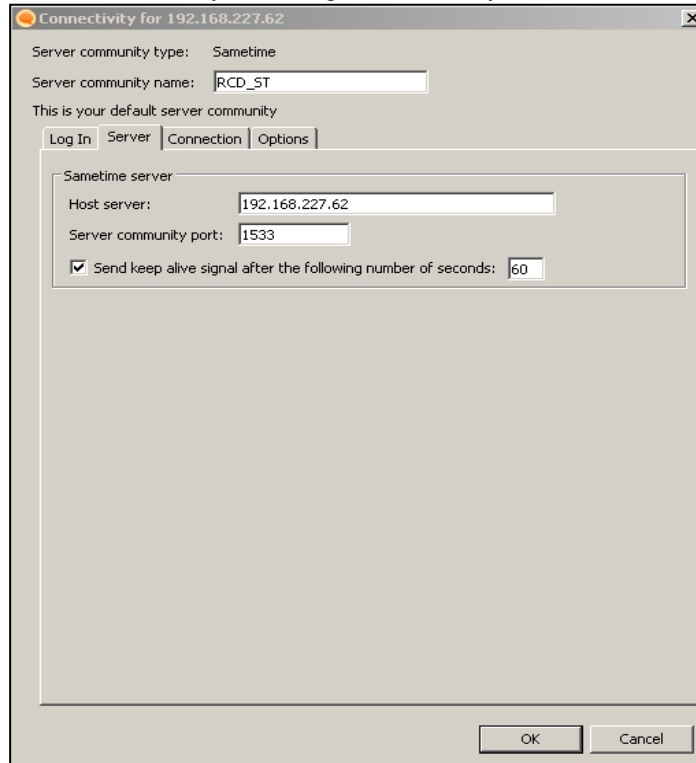 Connectivity for 192.168.227.62
Server community type: Sametime
Server community name: RCD_ST
This is your default server community
Log In Server Connection Options
Sametime server
Host server: 192.168.227.62
Server community port: 1533
Send keep alive signal after the following number of seconds: 60
OK Cancel